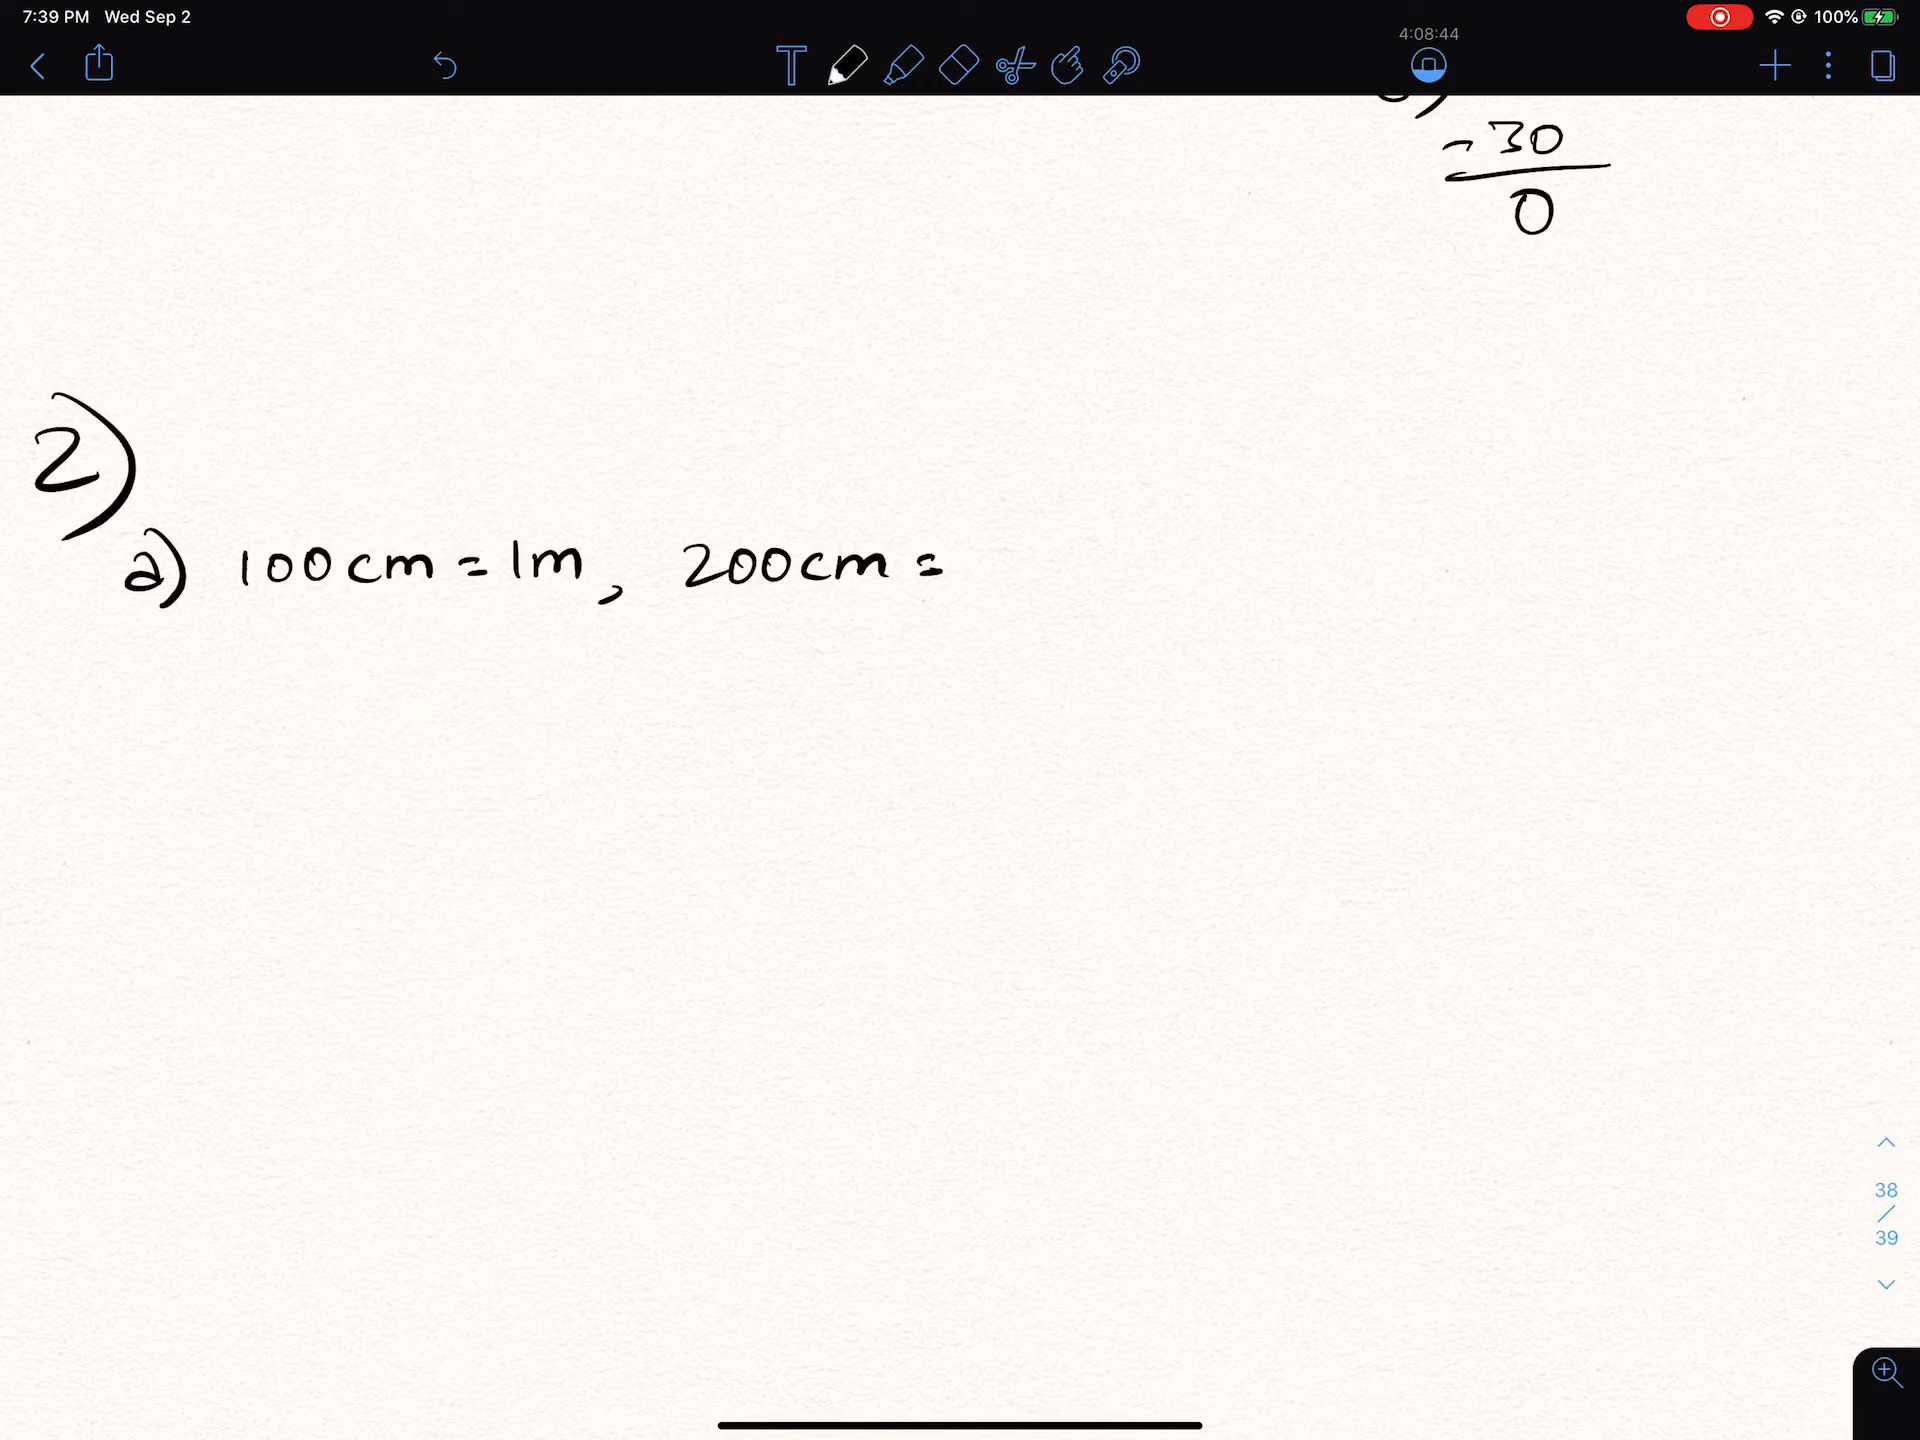 7:39 PM Wed Sep 2
100%
4:08:44
T
- 30
0
2)
a) 100cm = 1m, 200cm =
38
/
39